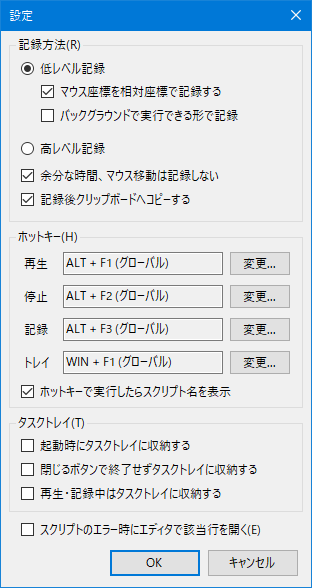 設定
記録方法(R)
低レベル記録
マウス座標を相対座標で記録する
バックグラウンドで実行できる形で記録
高レベル記録
余分な時間、マウス移動は記録しない
記録後クリップボードへコピーする
ホットキー(H)
再生 ALT + F1 (グローバル) 変更...
停止 ALT + F2 (グローバル) 変更...
記録 ALT + F3 (グローバル) 変更...
トレイ WIN + F1 (グローバル) 変更...
ホットキーで実行したらスクリプト名を表示
タスクトレイ(T)
起動時にタスクトレイに収納する
閉じるボタンで終了せずタスクトレイに収納する
再生・記録中はタスクトレイに収納する
スクリプトのエラー時にエディタで該当行を開く(E)
OK キャンセル